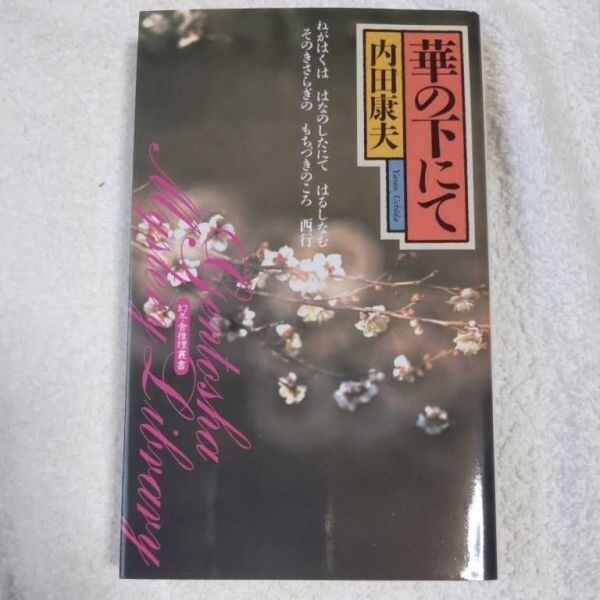 華の下にて
内田康夫
Yasuo Uchida
ねがはくは はなのしたにて はるしなむ
そのきさらぎの もちづきのころ 西行
Gentosha
Mystery Library
幻冬舎推理叢書